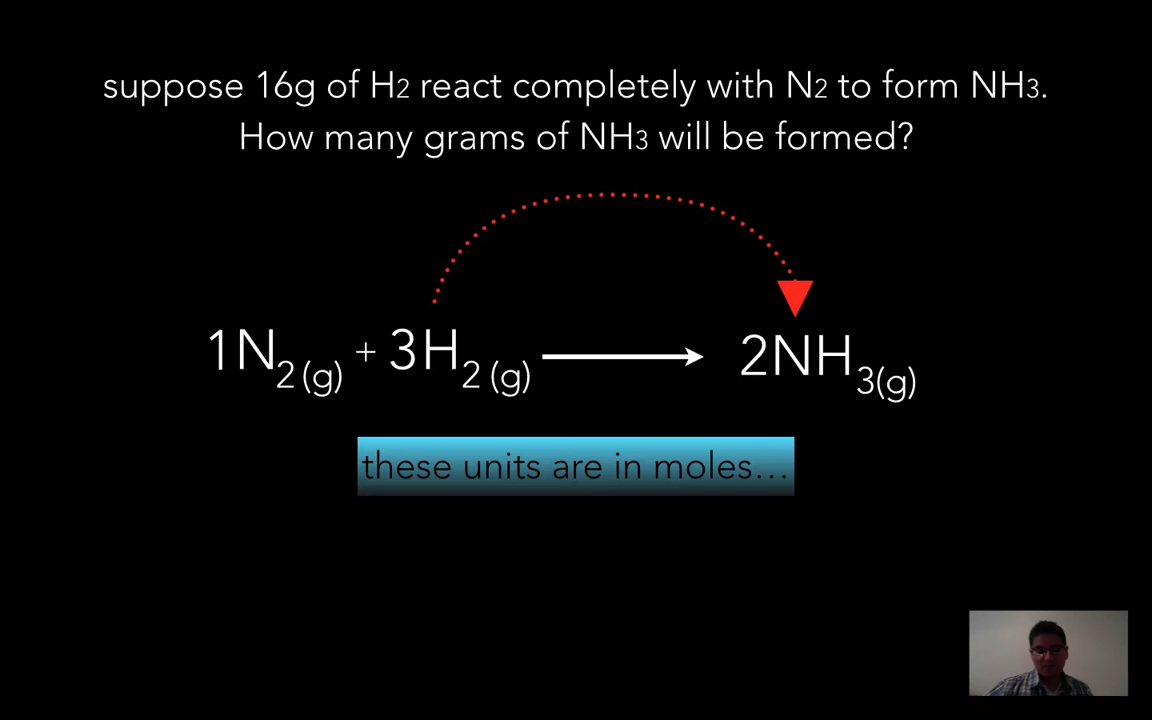 suppose 16g of H2 react completely with N2 to form NH3.
How many grams of NH3 will be formed?
1N2 (g) + 3H2 (g) ⟶ 2NH3(g)
these units are in moles…